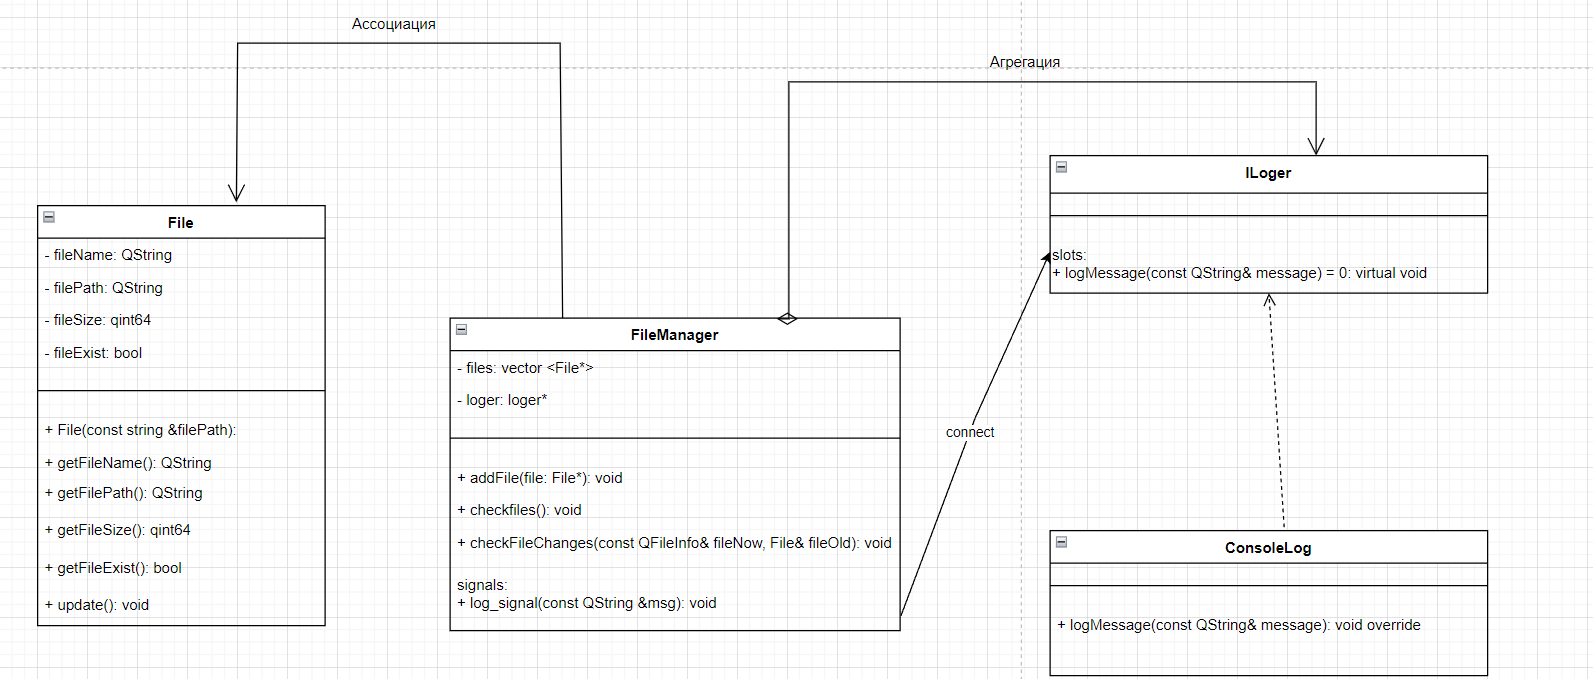 Ассоциация
Агрегация
File
- fileName: QString
- filePath: QString
- fileSize: qint64
- fileExist: bool
+ File(const string &filePath):
+ getFileName(): QString
+ getFilePath(): QString
+ getFileSize(): qint64
+ getFileExist(): bool
+ update(): void
FileManager
- files: vector <File*>
- loger: loger*
+ addFile(file: File*): void
+ checkfiles(): void
+ checkFileChanges(const QFileInfo& fileNow, File& fileOld): void
signals:
+ log_signal(const QString &msg): void
connect
ILoger
slots:
+ logMessage(const QString& message) = 0: virtual void
ConsoleLog
+ logMessage(const QString& message): void override